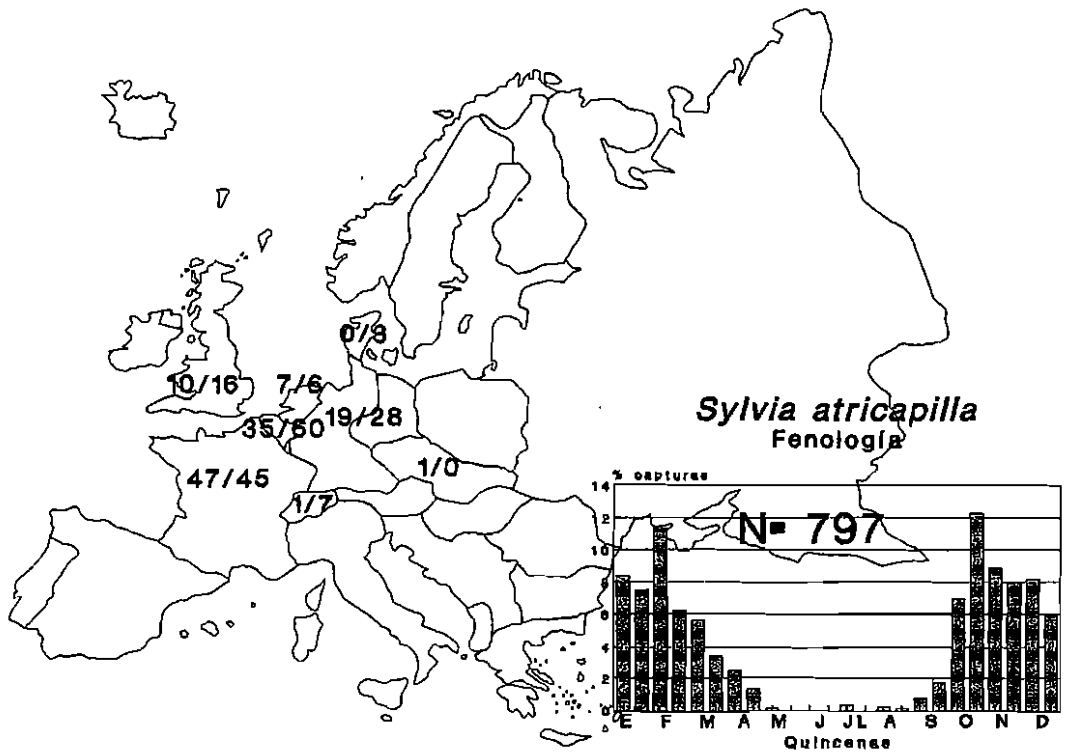 0/3
10/16
7/6
19/28
35/60
1/0
47/45
1/7
Sylvia atricapilla
Fenología
% capturas
N= 797
14
12
10
8
6
4
2
0
E F M A M J JL A S O N D
Quincenas